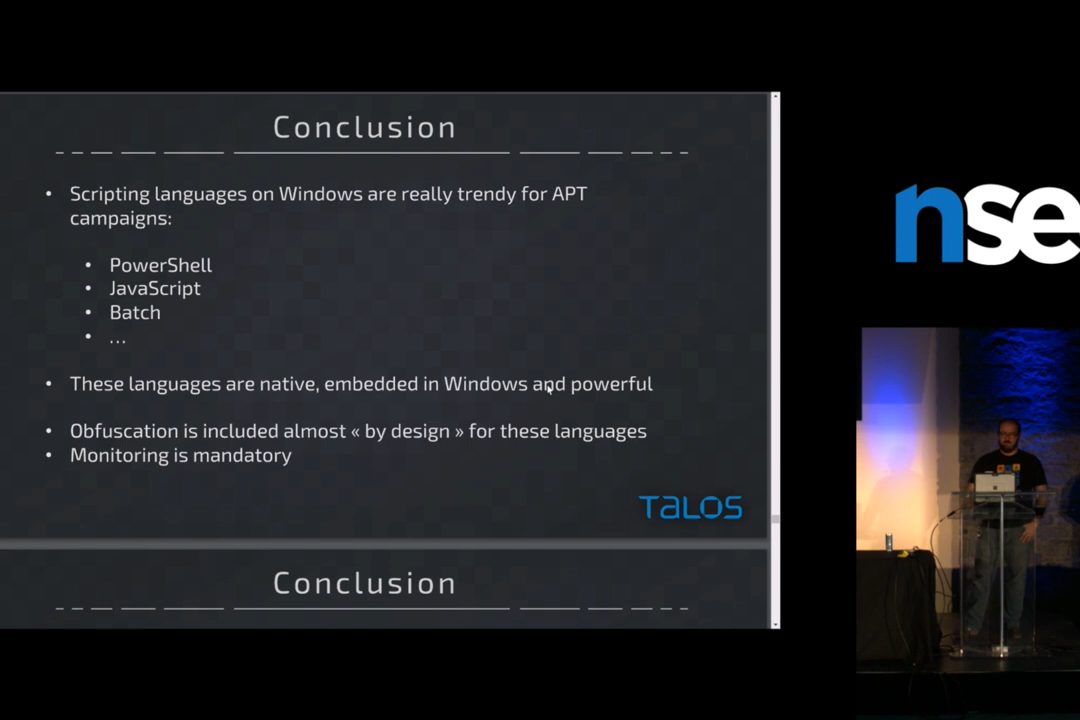 Conclusion
• Scripting languages on Windows are really trendy for APT
campaigns:
• PowerShell
• JavaScript
• Batch
• ...
• These languages are native, embedded in Windows and powerful
• Obfuscation is included almost « by design » for these languages
• Monitoring is mandatory
TALOS
Conclusion
nse